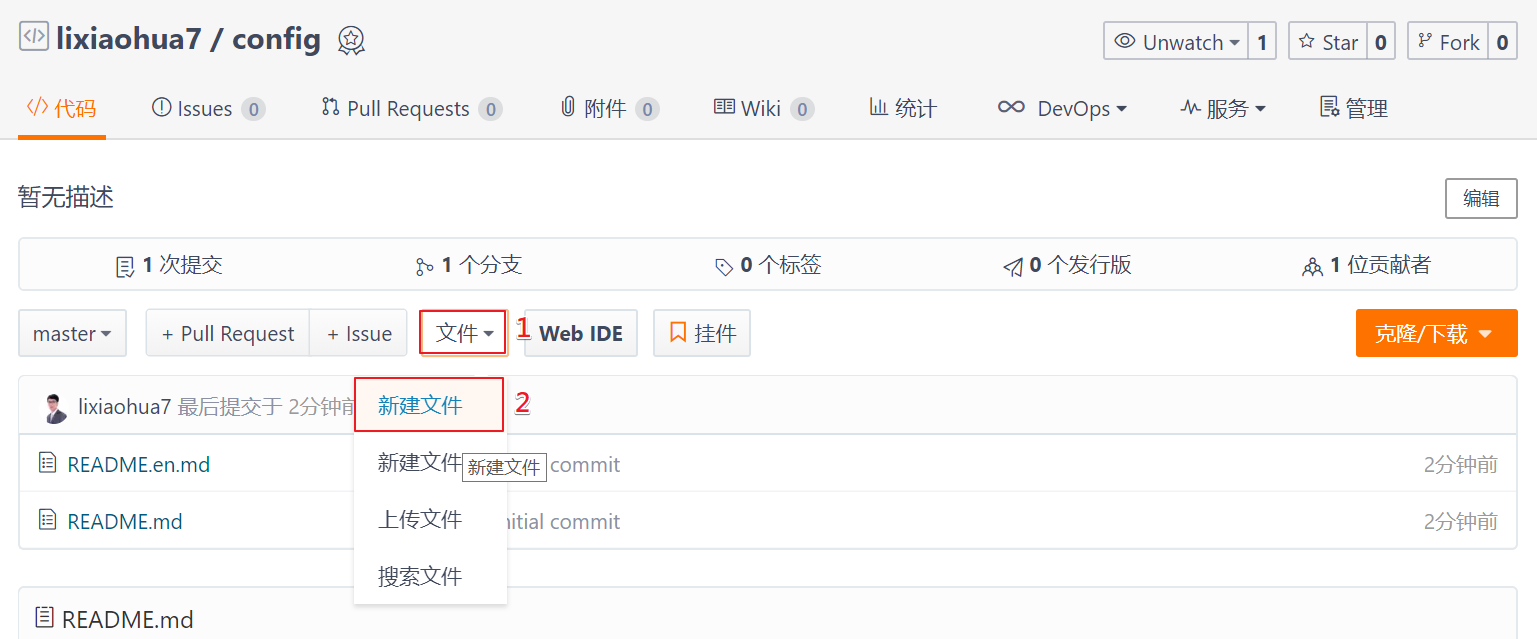 lixiaohua7 / config
Unwatch 1 Star 0 Fork 0
代码 Issues 0 Pull Requests 0 附件 0 Wiki 0 统计 DevOps 服务 管理
暂无描述 编辑
1 次提交 1 个分支 0 个标签 0 个发行版 1 位贡献者
master + Pull Request + Issue 文件 1 Web IDE 挂件 克隆/下载
lixiaohua7 最后提交于 2分钟前 新建文件 2
README.en.md 新建文件 新建文件 commit 2分钟前
README.md 上传文件 commit 2分钟前
搜索文件
README.md